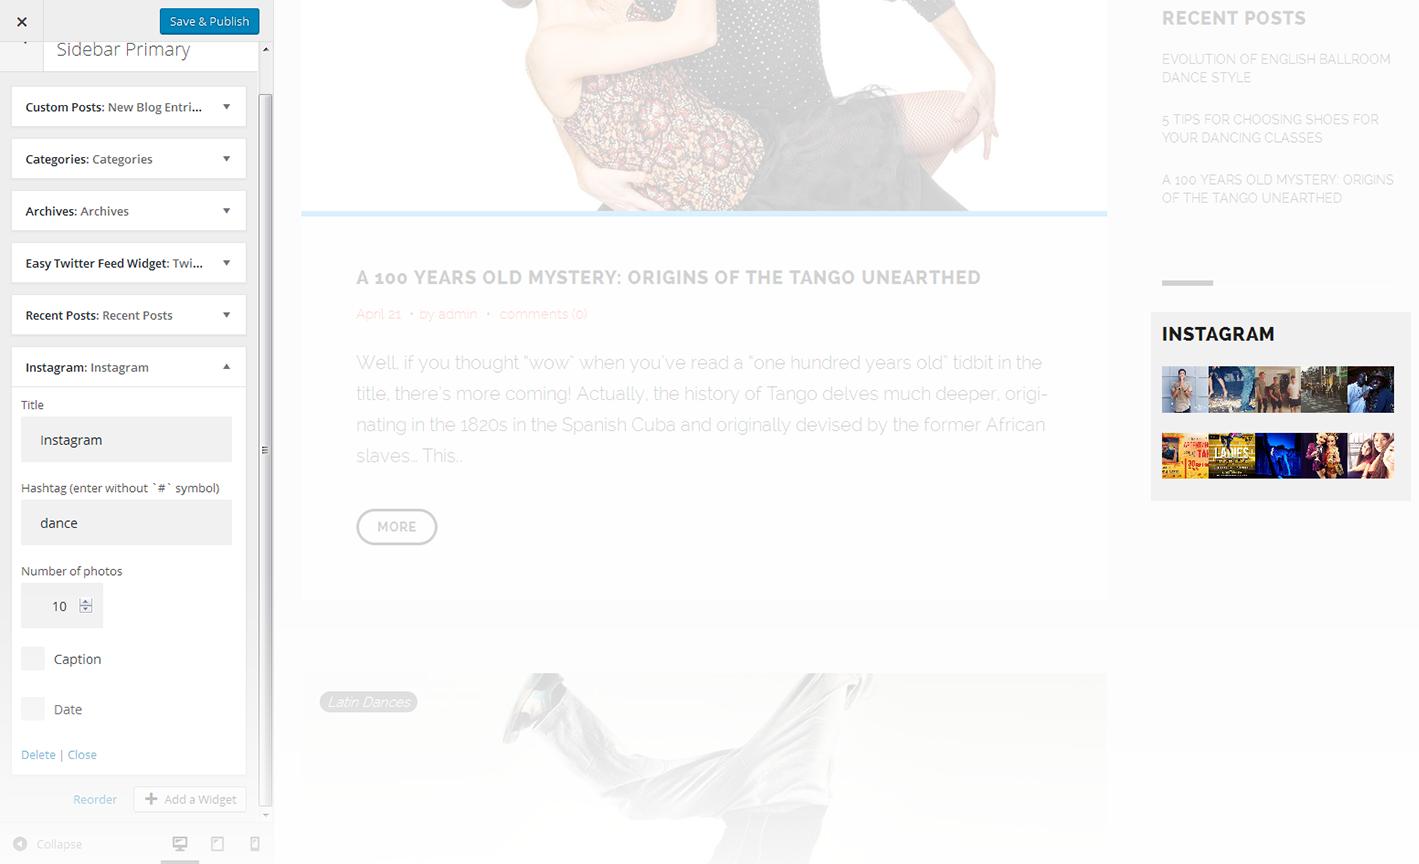 Save & Publish
Sidebar Primary
Custom Posts: New Blog Entri...
Categories: Categories
Archives: Archives
Easy Twitter Feed Widget: Twi...
Recent Posts: Recent Posts
Instagram: Instagram
Title
Instagram
Hashtag (enter without `#` symbol)
dance
Number of photos
10
Caption
Date
Delete | Close
Reorder
Add a Widget
Collapse
A 100 YEARS OLD MYSTERY: ORIGINS OF THE TANGO UNEARTHED
April 21 • by admin • comments (0)
Well, if you thought “wow” when you’ve read a “one hundred years old” tidbit in the
title, there’s more coming! Actually, the history of Tango delves much deeper, origi-
nating in the 1820s in the Spanish Cuba and originally devised by the former African
slaves… This..
MORE
Latin Dances
RECENT POSTS
EVOLUTION OF ENGLISH BALLROOM
DANCE STYLE
5 TIPS FOR CHOOSING SHOES FOR
YOUR DANCING CLASSES
A 100 YEARS OLD MYSTERY: ORIGINS
OF THE TANGO UNEARTHED
INSTAGRAM
LADIES